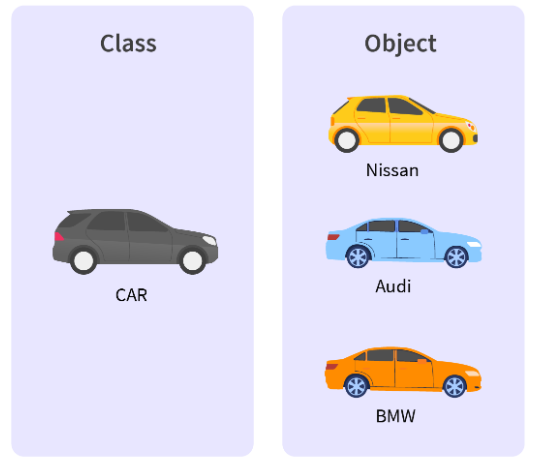 Class
CAR
Object
Nissan
Audi
BMW